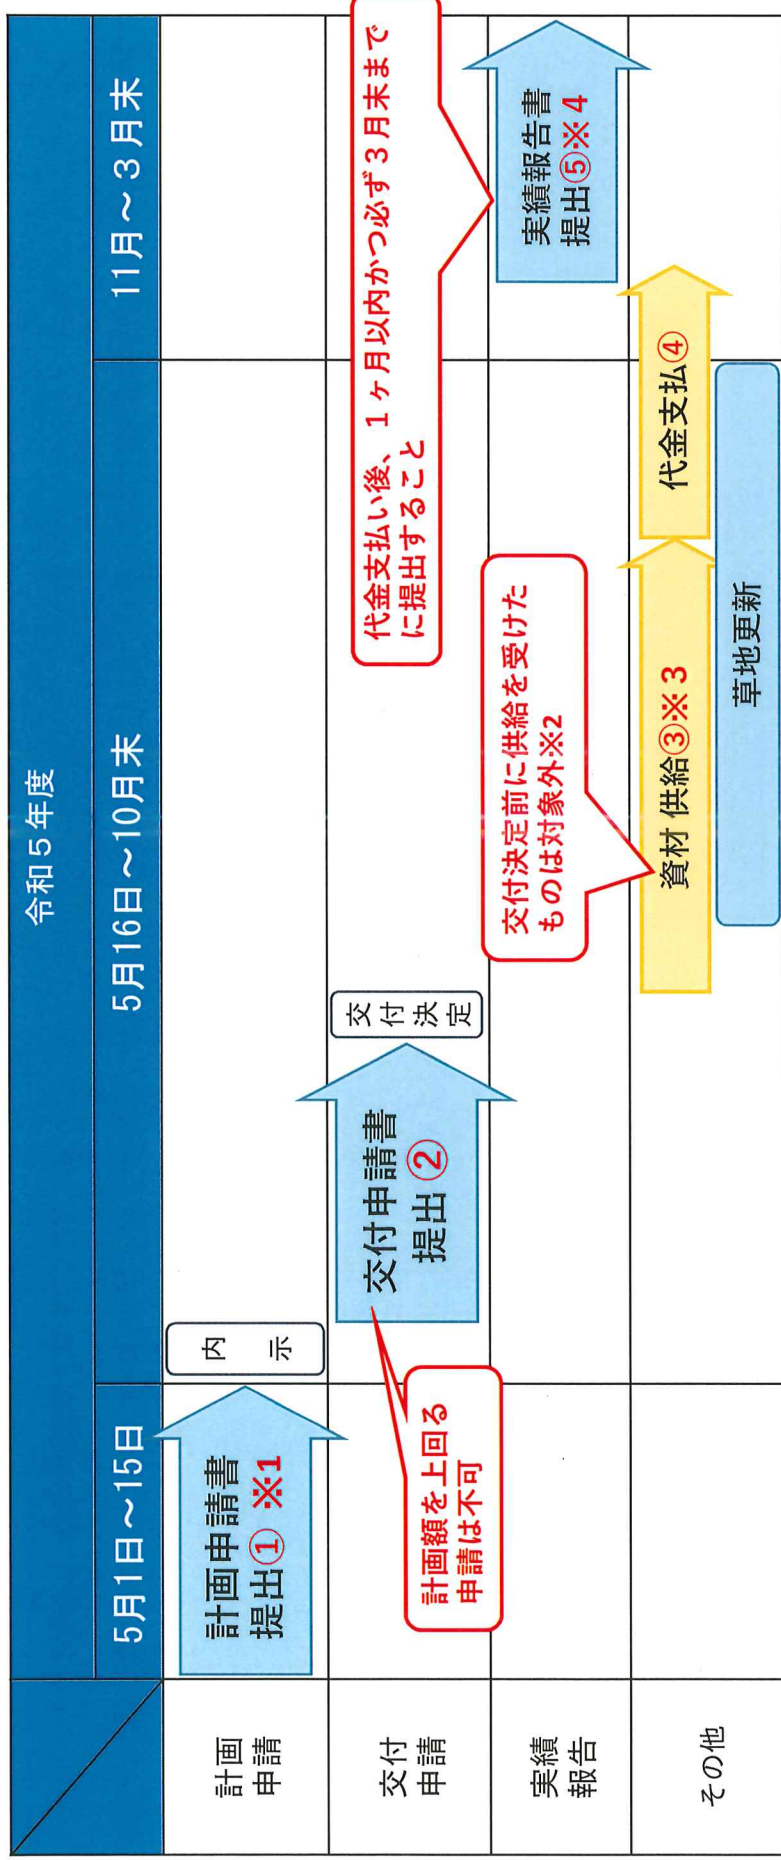 令和５年度
5月1日～15日
5月16日～10月末
11月～３月末
計画
申請
計画申請書
提出① ※1
内　示
交付
申請
計画額を上回る
申請は不可
交付申請書
提出②
交付決定
代金支払い後、１ヶ月以内かつ必ず３月末まで
に提出すること
実績
報告
実績報告書
提出⑤※４
その他
交付決定前に供給を受けた
ものは対象外※2
資材 供給③※３
代金支払④
草地更新